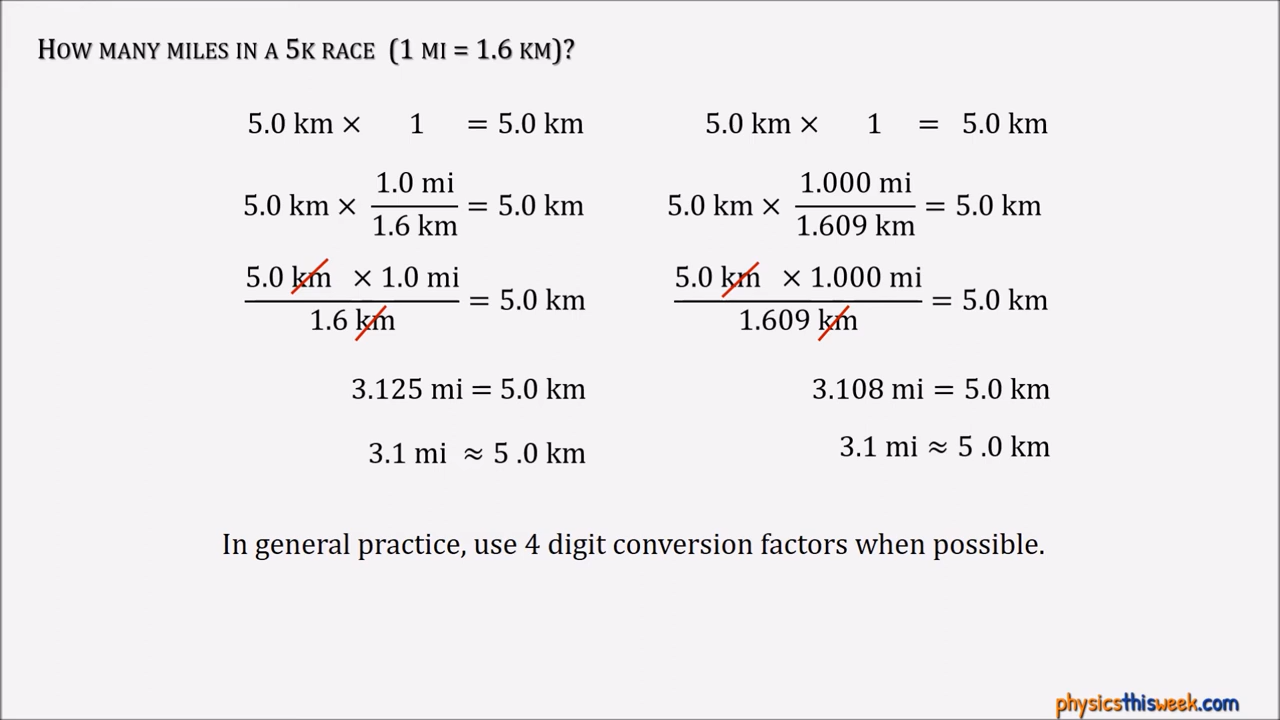 HOW MANY MILES IN A 5K RACE (1 MI = 1.6 KM)?
5.0 km × 1 = 5.0 km
5.0 km × 1.0 mi / 1.6 km = 5.0 km
5.0 km × 1.0 mi / 1.6 km = 5.0 km
3.125 mi = 5.0 km
3.1 mi ≈ 5 .0 km
5.0 km × 1 = 5.0 km
5.0 km × 1.000 mi / 1.609 km = 5.0 km
5.0 km × 1.000 mi / 1.609 km = 5.0 km
3.108 mi = 5.0 km
3.1 mi ≈ 5 .0 km
In general practice, use 4 digit conversion factors when possible.
physicsthisweek.com